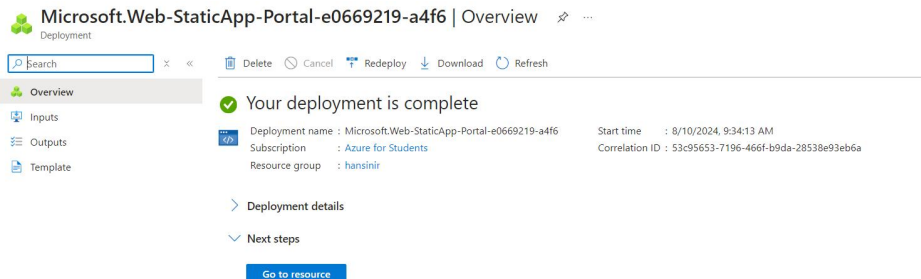 Microsoft.Web-StaticApp-Portal-e0669219-a4f6 | Overview
Deployment
Search
Delete Cancel Redeploy Download Refresh
Overview
Inputs
Outputs
Template
Your deployment is complete
Deployment name : Microsoft.Web-StaticApp-Portal-e0669219-a4f6
Subscription : Azure for Students
Resource group : hansinir
Start time : 8/10/2024, 9:34:13 AM
Correlation ID : 53c95653-7196-466f-b9da-28538e93eb6a
Deployment details
Next steps
Go to resource